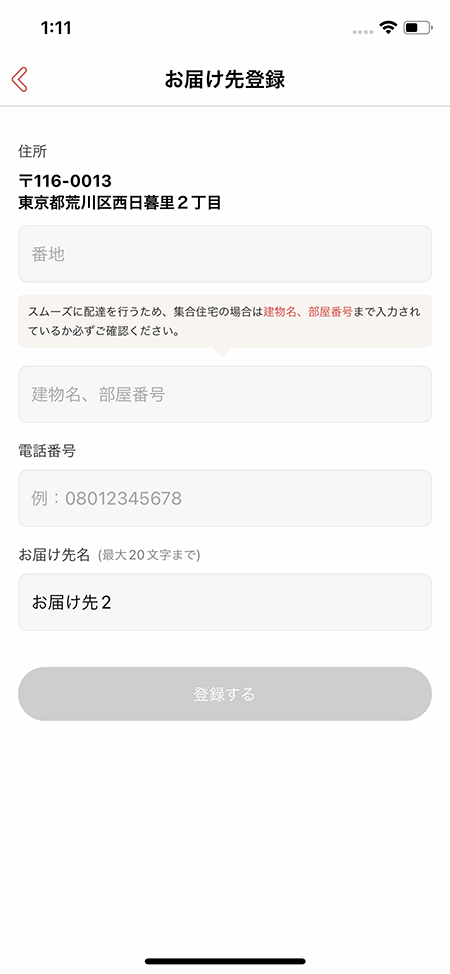 1:11
お届け先登録
住所
〒116-0013
東京都荒川区西日暮里２丁目
番地
スムーズに配達を行うため、集合住宅の場合は建物名、部屋番号まで入力され
ているか必ずご確認ください。
建物名、部屋番号
電話番号
例：08012345678
お届け先名 (最大20文字まで)
お届け先２
登録する